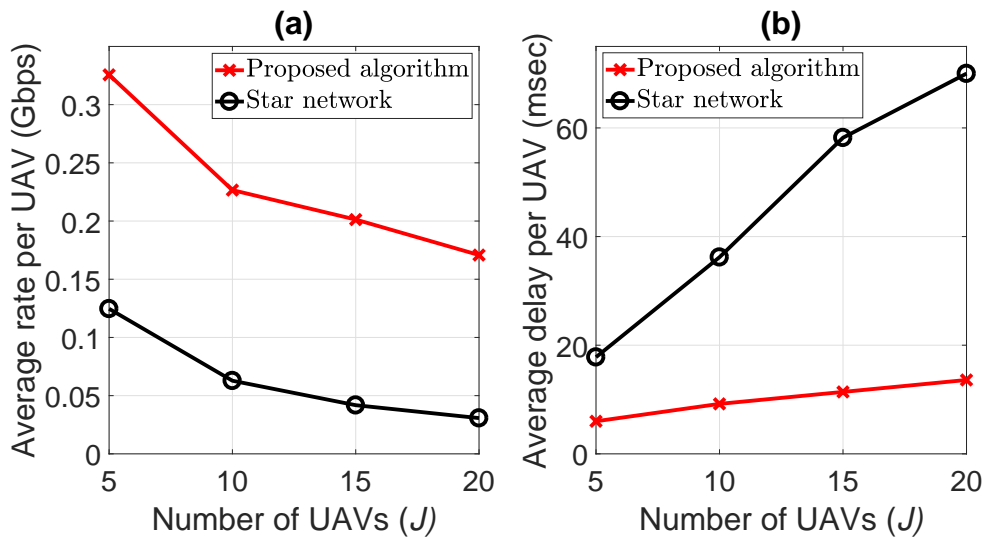 (a)
Average rate per UAV (Gbps)
0.3
0.25
0.2
0.15
0.1
0.05
0
Proposed algorithm
Star network
5 10 15 20
Number of UAVs (J)
(b)
Average delay per UAV (msec)
60
40
20
0
Proposed algorithm
Star network
5 10 15 20
Number of UAVs (J)